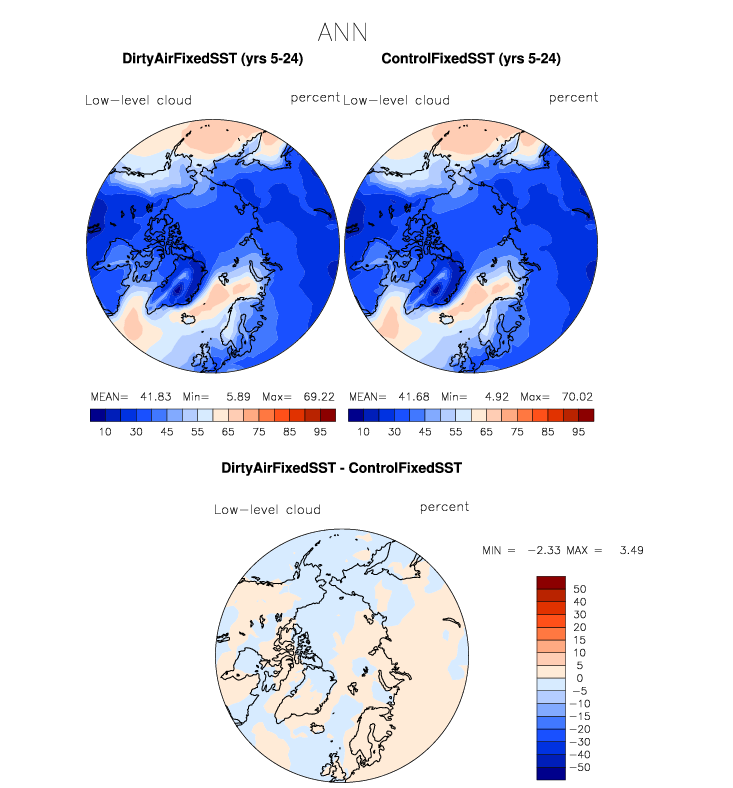 ANN
DirtyAirFixedSST (yrs 5-24) ControlFixedSST (yrs 5-24)
Low-level cloud percent Low-level cloud percent
MEAN= 41.83 Min= 5.89 Max= 69.22 MEAN= 41.68 Min= 4.92 Max= 70.02
10 30 45 55 65 75 85 95 10 30 45 55 65 75 85 95
DirtyAirFixedSST - ControlFixedSST
Low-level cloud percent
MIN = -2.33 MAX = 3.49
50
40
30
20
15
10
5
0
-5
-10
-15
-20
-30
-40
-50